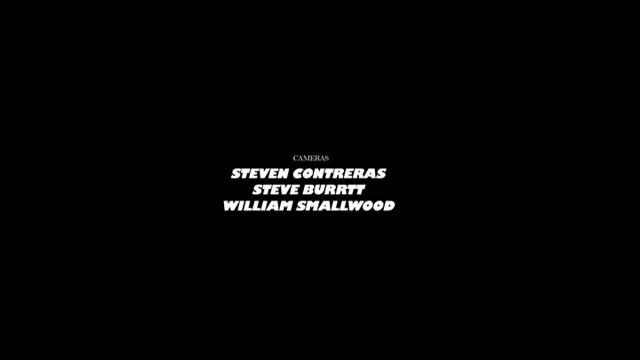 CAMERAS
STEVEN CONTRERAS
STEVE BURRTT
WILLIAM SMALLWOOD